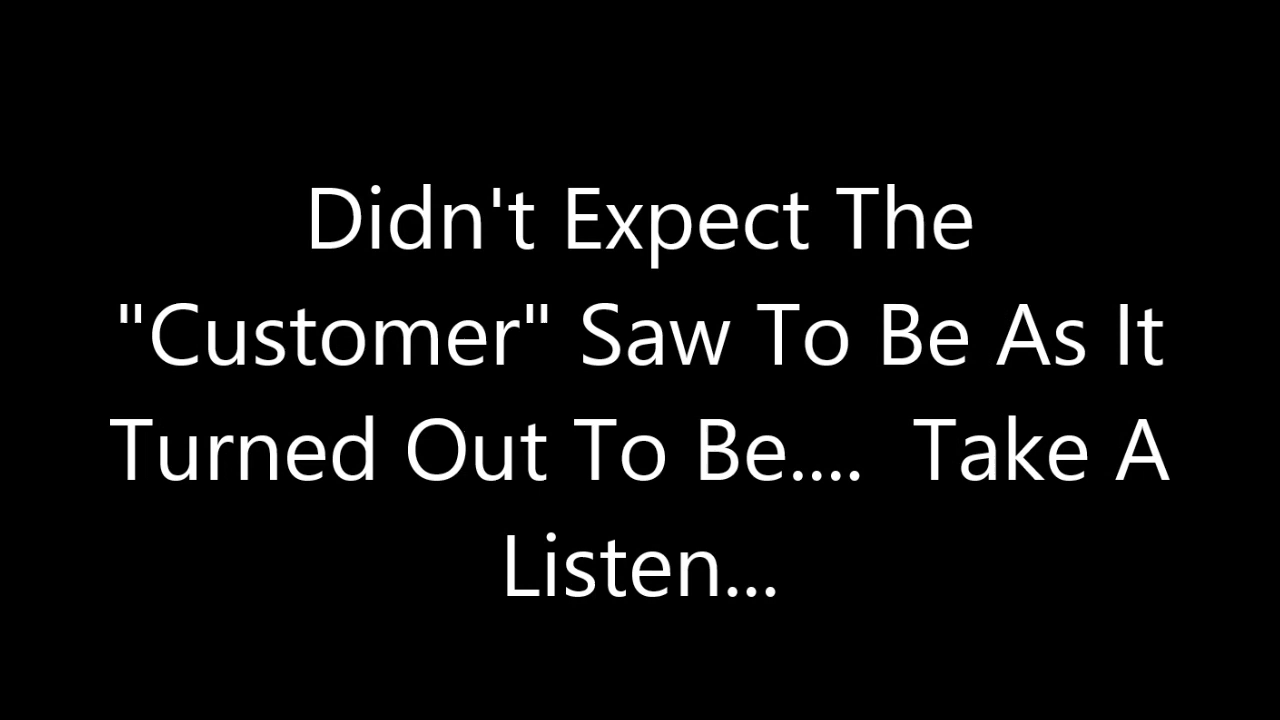 Didn't Expect The
"Customer" Saw To Be As It
Turned Out To Be....  Take A
Listen...